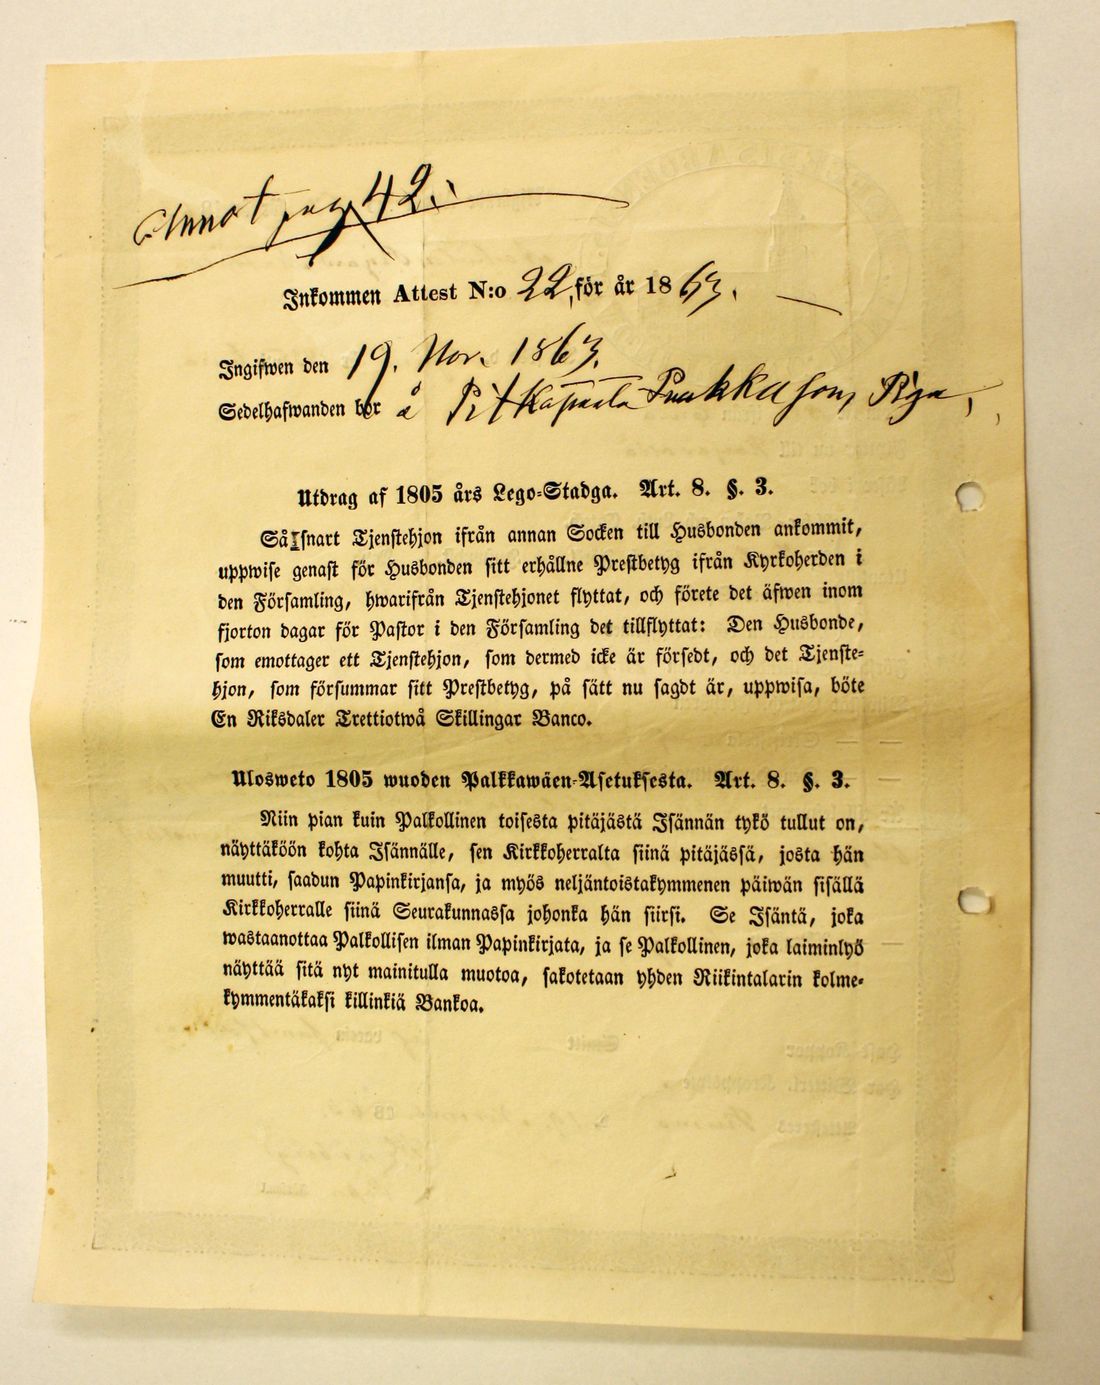 Annot pag 42.
Inkommen Attest N:o 22, för år 1863.
Ingifwen den 19. Nov. 1863.
Sedelhafwanden bor å Pitkäpaala
Utdrag af 1805 års Lego-Stadga. Art. 8. §. 3.
Så snart Tjenstehjon ifrån annan Socken till Husbonden ankommit,
uppwise genast för Husbonden sitt erhållne Prestbetyg ifrån Kyrkoherden i
den Församling, hwarifrån Tjenstehjonet flyttat, och förete det äfwen inom
fjorton dagar för Pastor i den Församling det tillflyttat: Den Husbonde,
som emottager ett Tjenstehjon, som dermed icke är försedt, och det Tjenste-
hjon, som försummar sitt Prestbetyg, på sätt nu sagdt är, uppwisa, böte
En Riksdaler Trettiotwå Skillingar Banco.
Ulosweto 1805 wuoden Palkkawäen-Asetuksesta. Art. 8. §. 3.
Niin pian kuin Palkollinen toisesta pitäjästä Isännän tykö tullut on,
näyttäköön kohta Isännälle, sen Kirkkoherralta siinä pitäjässä, josta hän
muutti, saadun Papinkirjansa, ja myös neljäntoistakymmenen päiwän sisällä
Kirkkoherralle siinä Seurakunnassa johonka hän siirsi. Se Isäntä, joka
wastaanottaa Palkollisen ilman Papinkirjata, ja se Palkollinen, joka laiminlyö
näyttää sitä nyt mainitulla muotoa, sakotetaan yhden Riikintalarin kolme-
kymmentäkaksi killinkiä Bankoa.